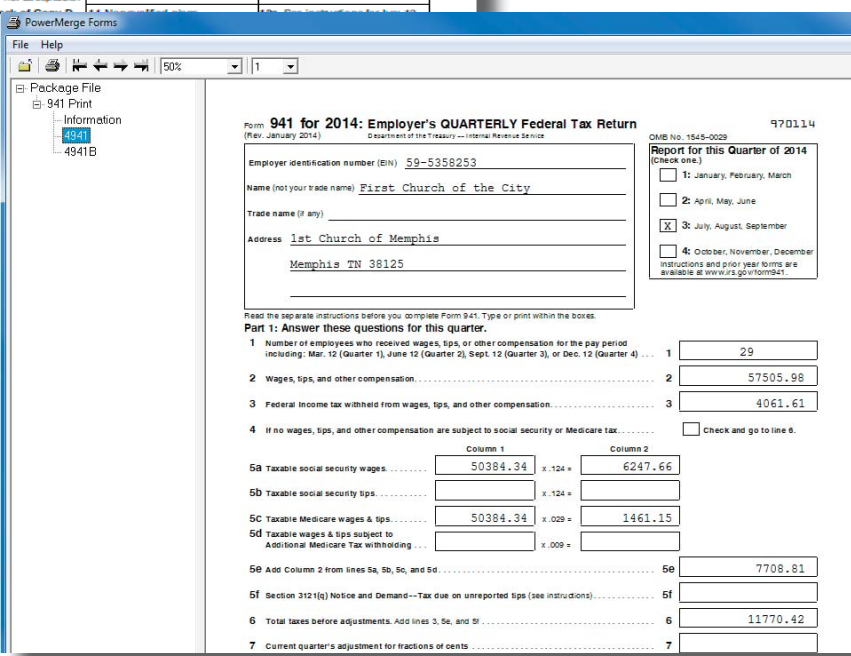 PowerMerge Forms
File Help
50% 1
Package File
941 Print
Information
4941
4941B
Form 941 for 2014: Employer's QUARTERLY Federal Tax Return 970114
(Rev. January 2014) Department of the Treasury -- Internal Revenue Service OMB No. 1545-0029
Employer identification number (EIN) 59-5358253
Name (not your trade name) First Church of the City
Trade name (if any)
Address 1st Church of Memphis
Memphis TN 38125
Report for this Quarter of 2014
(Check one.)
1: January, February, March
2: April, May, June
X 3: July, August, September
4: October, November, December
Instructions and prior year forms are
available at www.irs.gov/form941.
Read the separate instructions before you complete Form 941. Type or print within the boxes.
Part 1: Answer these questions for this quarter.
1 Number of employees who received wages, tips, or other compensation for the pay period
including: Mar. 12 (Quarter 1), June 12 (Quarter 2), Sept. 12 (Quarter 3), or Dec. 12 (Quarter 4) ... 1 29
2 Wages, tips, and other compensation 2 57505.98
3 Federal Income tax withheld from wages, tips, and other compensation 3 4061.61
4 If no wages, tips, and other compensation are subject to social security or Medicare tax Check and go to line 6.
Column 1 Column 2
5a Taxable social security wages 50384.34 x .124 = 6247.66
5b Taxable social security tips x .124 =
5c Taxable Medicare wages & tips 50384.34 x .029 = 1461.15
5d Taxable wages & tips subject to
Additional Medicare Tax withholding ... x .009 =
5e Add Column 2 from lines 5a, 5b, 5c, and 5d 5e 7708.81
5f Section 3121(q) Notice and Demand--Tax due on unreported tips (see instructions) 5f
6 Total taxes before adjustments. Add lines 3, 5e, and 5f 6 11770.42
7 Current quarter's adjustment for fractions of cents 7